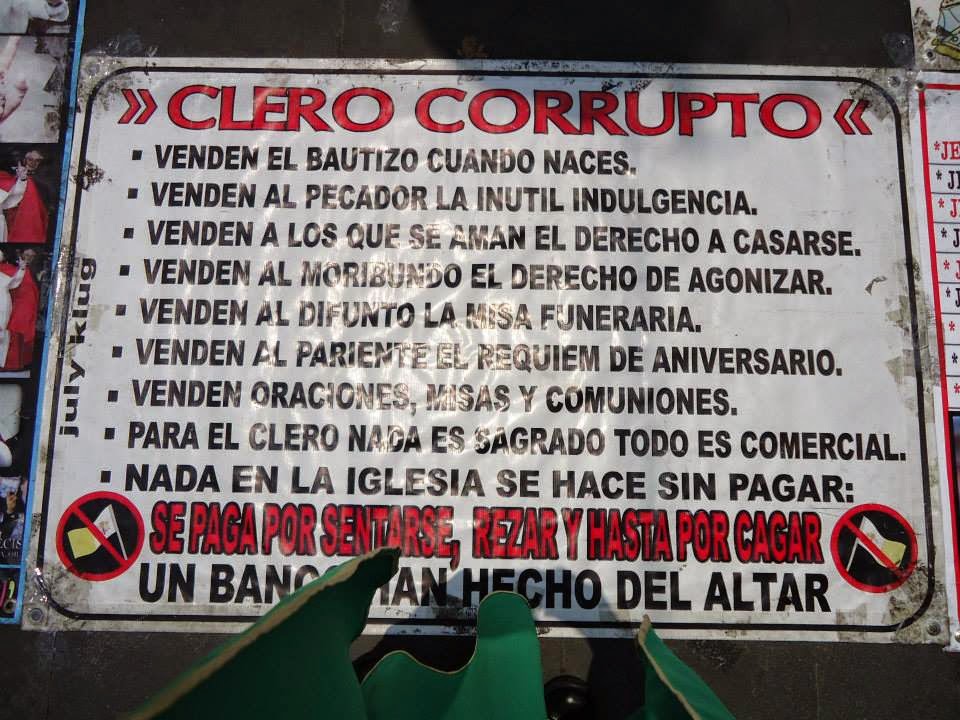 » CLERO CORRUPTO «
▪ VENDEN EL BAUTIZO CUANDO NACES.
▪ VENDEN AL PECADOR LA INUTIL INDULGENCIA.
▪ VENDEN A LOS QUE SE AMAN EL DERECHO A CASARSE.
▪ VENDEN AL MORIBUNDO EL DERECHO DE AGONIZAR.
▪ VENDEN AL DIFUNTO LA MISA FUNERARIA.
▪ VENDEN AL PARIENTE EL REQUIEM DE ANIVERSARIO.
▪ VENDEN ORACIONES, MISAS Y COMUNIONES.
▪ PARA EL CLERO NADA ES SAGRADO TODO ES COMERCIAL.
▪ NADA EN LA IGLESIA SE HACE SIN PAGAR:
SE PAGA POR SENTARSE, REZAR Y HASTA POR CAGAR
UN BANCO HAN HECHO DEL ALTAR
july klug
*JE
* JE
* JE